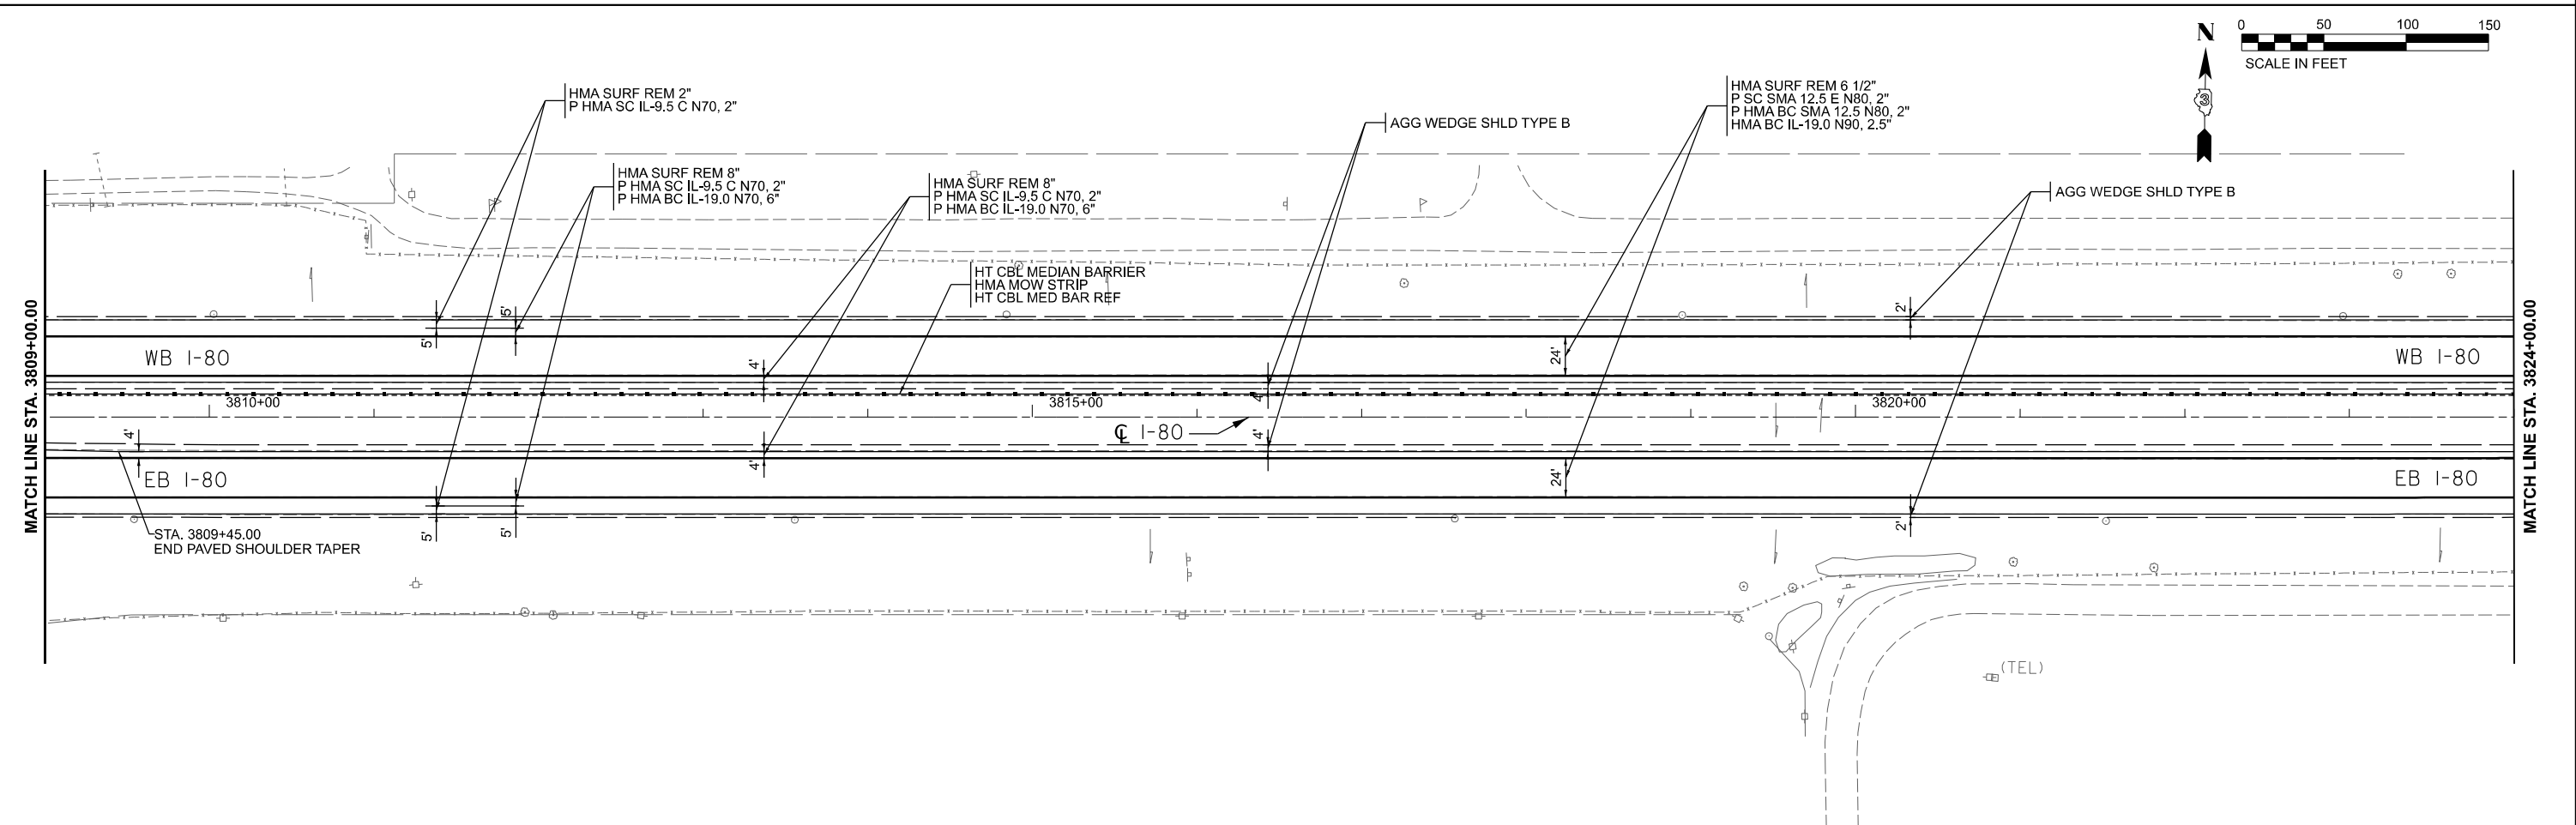 0 50 100 150
N
SCALE IN FEET
3
HMA SURF REM 2"
P HMA SC IL-9.5 C N70, 2"
HMA SURF REM 8"
P HMA SC IL-9.5 C N70, 2"
P HMA BC IL-19.0 N70, 6"
HMA SURF REM 8"
P HMA SC IL-9.5 C N70, 2"
P HMA BC IL-19.0 N70, 6"
HT CBL MEDIAN BARRIER
HMA MOW STRIP
HT CBL MED BAR REF
AGG WEDGE SHLD TYPE B
HMA SURF REM 6 1/2"
P SC SMA 12.5 E N80, 2"
P HMA BC SMA 12.5 N80, 2"
HMA BC IL-19.0 N90, 2.5"
AGG WEDGE SHLD TYPE B
MATCH LINE STA. 3809+00.00
MATCH LINE STA. 3824+00.00
5'
5'
2'
WB I-80
4'
24'
WB I-80
4'
3810+00
3815+00
3820+00
℄ I-80
4'
4'
4'
EB I-80
24'
EB I-80
5'
5'
2'
STA. 3809+45.00
END PAVED SHOULDER TAPER
(TEL)